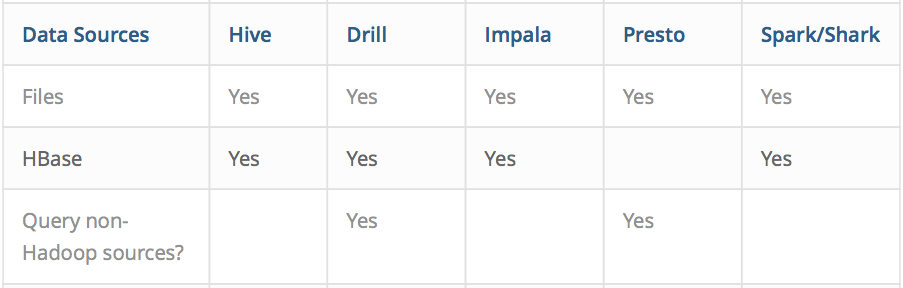 Data Sources Hive Drill Impala Presto Spark/Shark
Files Yes Yes Yes Yes Yes
HBase Yes Yes Yes Yes
Query non- Yes Yes
Hadoop sources?